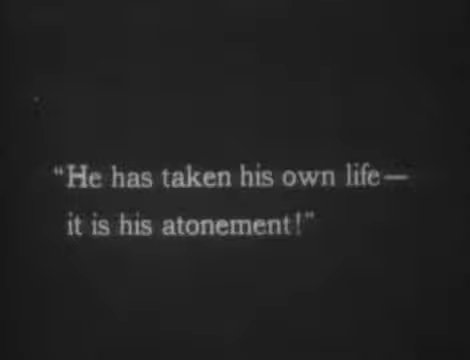 "He has taken his own life—
it is his atonement!"